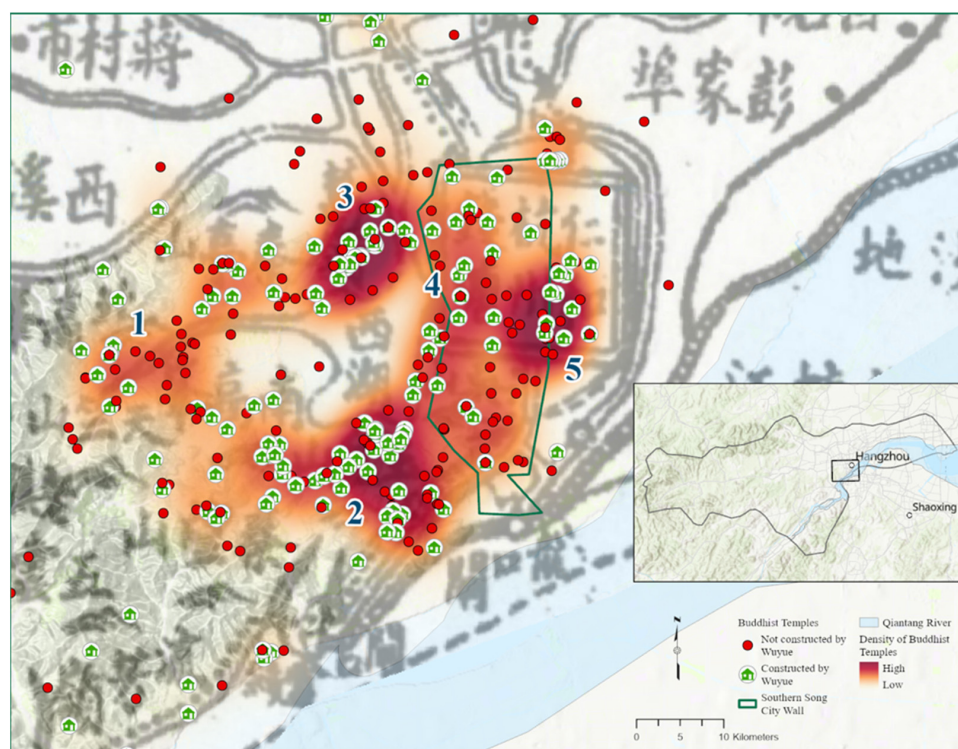 蔣村市
彭家埠
西溪
地
3
4
1
5
2
西
Hangzhou
Shaoxing
N
Buddhist Temples
Not constructed by
Wuyue
Constructed by
Wuyue
Southern Song
City Wall
Qiantang River
Density of Buddhist
Temples
High
Low
0 5 10 Kilometers